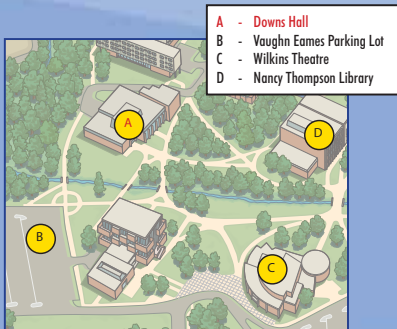 A - Downs Hall
B - Vaughn Eames Parking Lot
C - Wilkins Theatre
D - Nancy Thompson Library
A
D
B
C